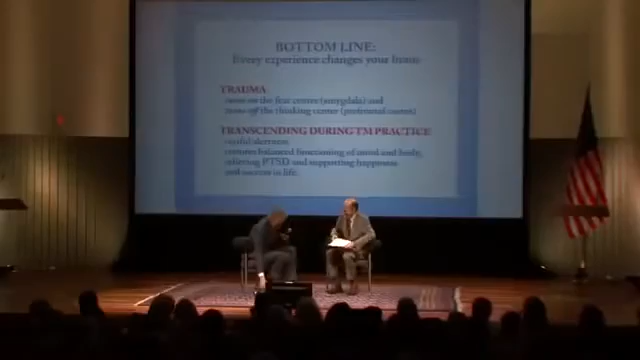 BOTTOM LINE:
Every experience changes your brain
TRAUMA
turns on the fear center (amygdala) and
turns off the thinking center (prefrontal cortex)
TRANSCENDING DURING TM PRACTICE
restful alertness
restores balanced functioning of mind and body,
relieving PTSD and supporting happiness
and success in life.